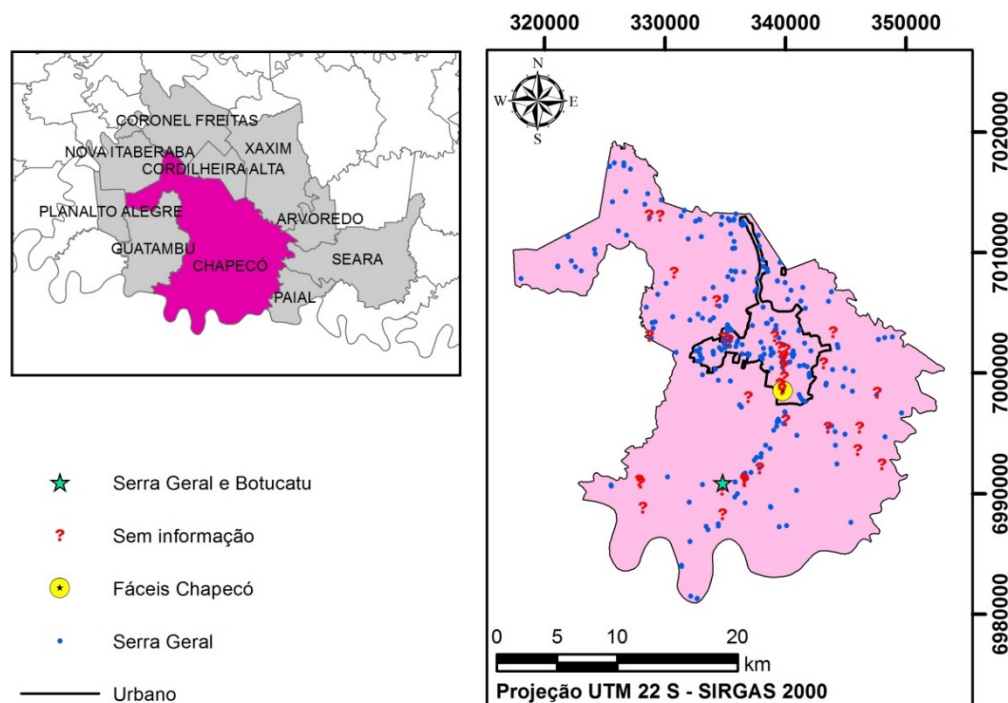 CORONEL FREITAS
NOVA ITABERABA
XAXIM
CORDILHEIRA ALTA
PLANALTO ALEGRE
ARVOREDO
GUATAMBÚ
SEARA
CHAPECÓ
PAIAL
Serra Geral e Botucatu
? Sem informação
Fáceis Chapecó
Serra Geral
Urbano
320000 330000 340000 350000
N
W E
S
7020000
7010000
7000000
6990000
6980000
0 5 10 20
km
Projeção UTM 22 S - SIRGAS 2000